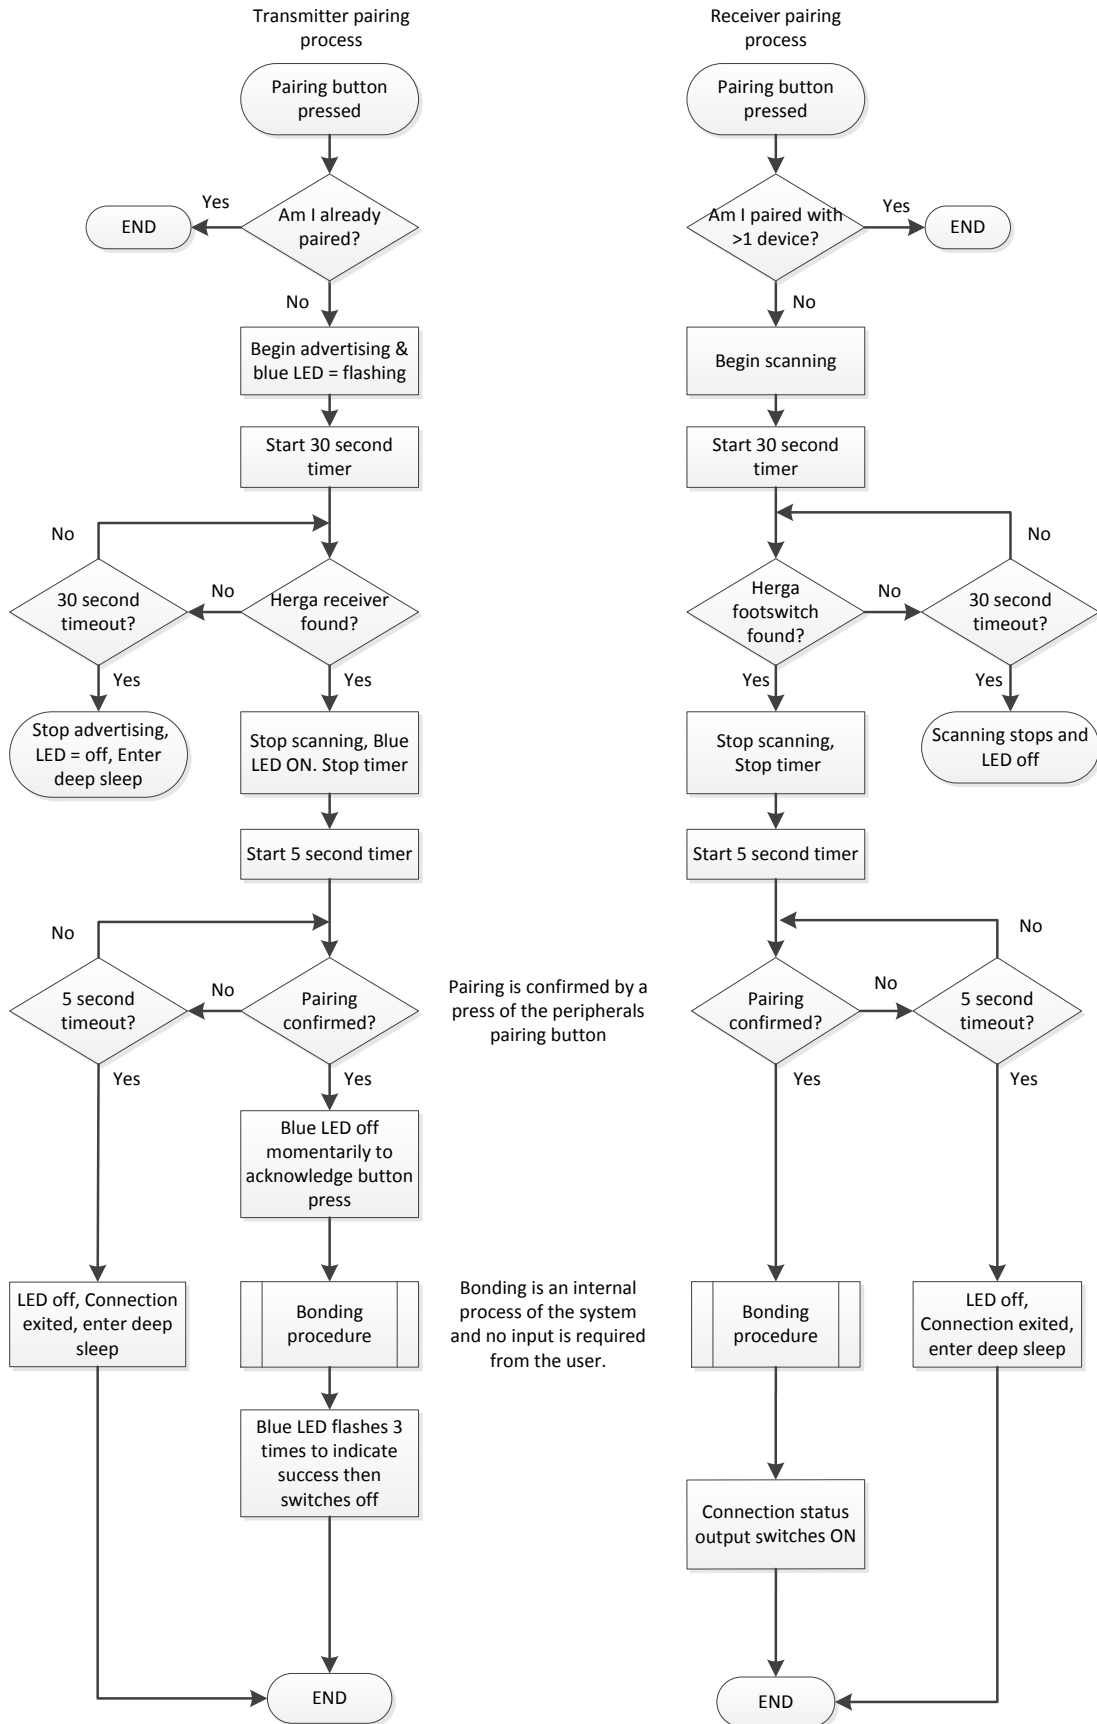 Transmitter pairing
process
Receiver pairing
process
Pairing button
pressed
Pairing button
pressed
Yes
Am I already
paired?
END
Am I paired with
>1 device?
Yes
END
No
No
Begin advertising &
blue LED = flashing
Begin scanning
Start 30 second
timer
Start 30 second
timer
No
No
30 second
timeout?
No
Herga receiver
found?
Herga
footswitch
found?
No
30 second
timeout?
Yes
Yes
Yes
Yes
Stop advertising,
LED = off, Enter
deep sleep
Stop scanning, Blue
LED ON. Stop timer
Stop scanning,
Stop timer
Scanning stops and
LED off
Start 5 second timer
Start 5 second timer
No
No
5 second
timeout?
No
Pairing
confirmed?
Pairing is confirmed by a
press of the peripherals
pairing button
Pairing
confirmed?
No
5 second
timeout?
Yes
Yes
Yes
Yes
Blue LED off
momentarily to
acknowledge button
press
LED off, Connection
exited, enter deep
sleep
Bonding
procedure
Bonding is an internal
process of the system
and no input is required
from the user.
Bonding
procedure
LED off,
Connection exited,
enter deep sleep
Blue LED flashes 3
times to indicate
success then
switches off
Connection status
output switches ON
END
END